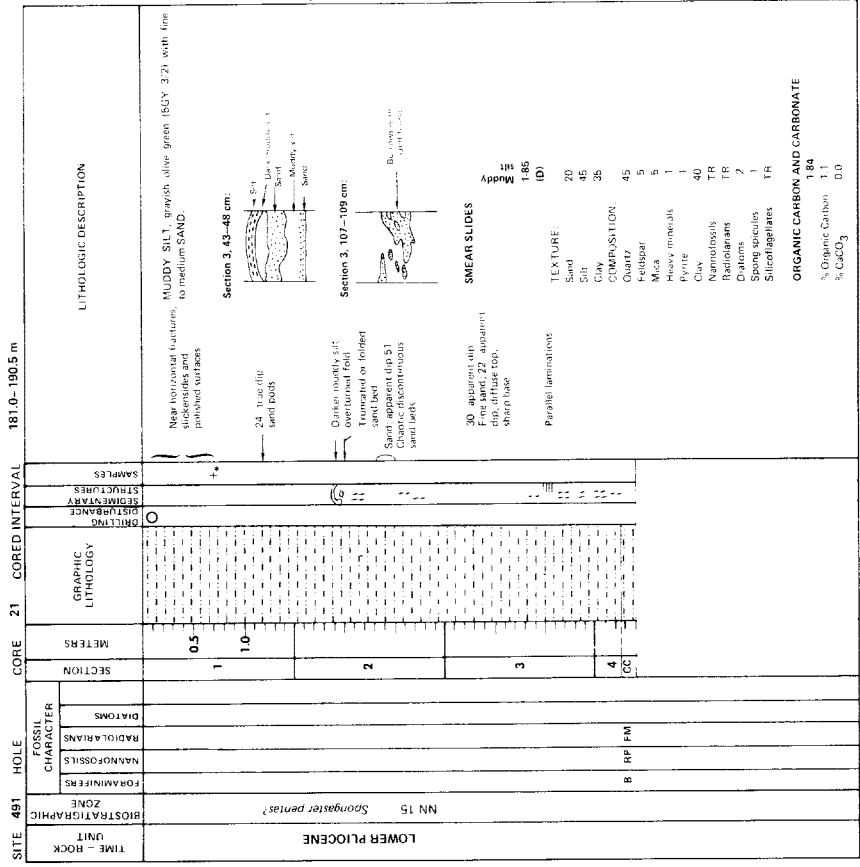 SITE 491 HOLE CORE 21 CORED INTERVAL 181.0–190.5 m
TIME – ROCK UNIT
BIOSTRATIGRAPHIC ZONE
FOSSIL CHARACTER
FORAMINIFERS
NANNOFOSSILS
RADIOLARIANS
DIATOMS
SECTION
METERS
GRAPHIC LITHOLOGY
DRILLING DISTURBANCE
SEDIMENTARY STRUCTURES
SAMPLES
LITHOLOGIC DESCRIPTION
LOWER PLIOCENE
NN 15
Spongaster pentas?
B RP FM
1
2
3
4
CC
0.5
1.0
+*
Near horizontal fractures,
slickensides and
polished surfaces
24 true dip
sand pods
Darker muddy silt
overturned fold
Truncated or folded
sand bed
Sand: apparent dip 51
Chaotic discontinuous
sand beds
30 apparent dip
Fine sand; 22 apparent
dip, diffuse top,
sharp base
Parallel laminations
MUDDY SILT, grayish olive green (5GY 3/2) with fine
to medium SAND.
Section 3, 43–48 cm:
Silt
Dark muddy silt
Sand
Muddy silt
Sand
Section 3, 107–109 cm:
SMEAR SLIDES
Muddy silt
1-85
(D)
TEXTURE:
Sand 20
Silt 45
Clay 35
COMPOSITION:
Quartz 45
Feldspar 5
Mica 5
Heavy minerals 1
Pyrite 1
Clay 40
Nannofossils TR
Radiolarians TR
Diatoms 2
Spong spicules 1
Silicoflagellates TR
ORGANIC CARBON AND CARBONATE
1-84
% Organic Carbon 1.1
% CaCO3 0.0